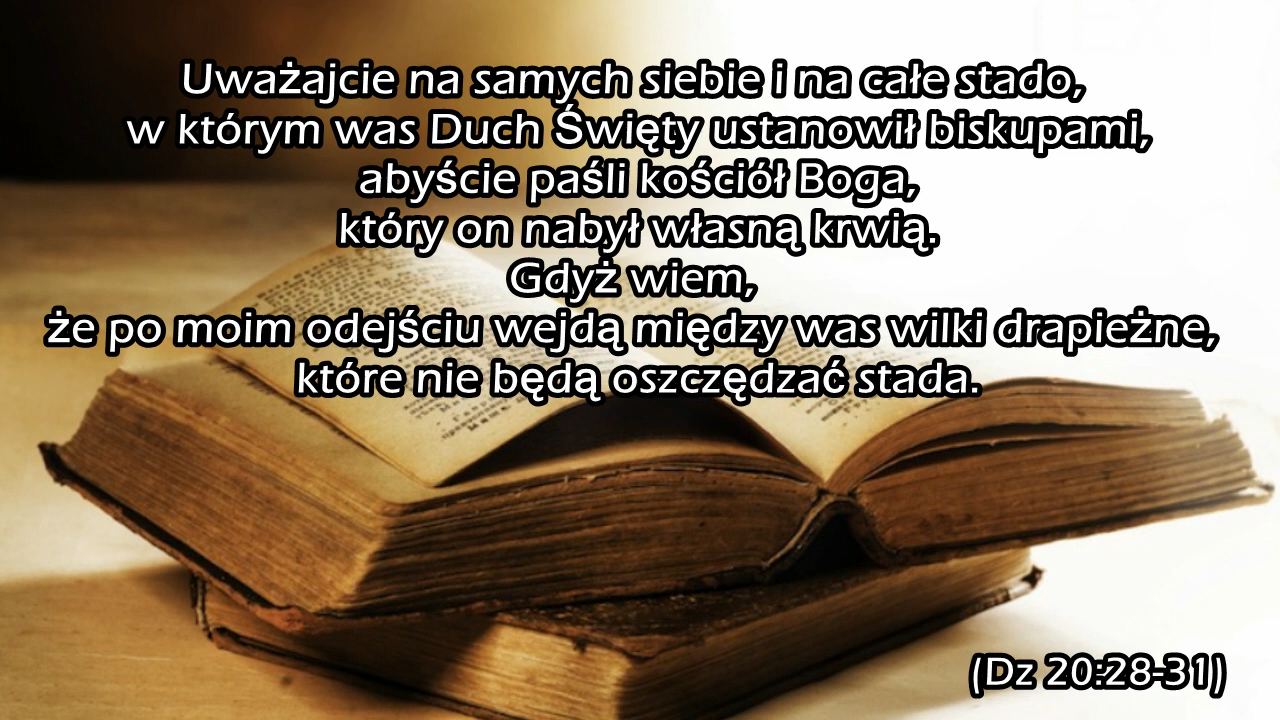 Uważajcie na samych siebie i na całe stado,
w którym was Duch Święty ustanowił biskupami,
abyście paśli kościół Boga,
który on nabył własną krwią.
Gdyż wiem,
że po moim odejściu wejdą między was wilki drapieżne,
które nie będą oszczędzać stada.
(Dz 20:28-31)